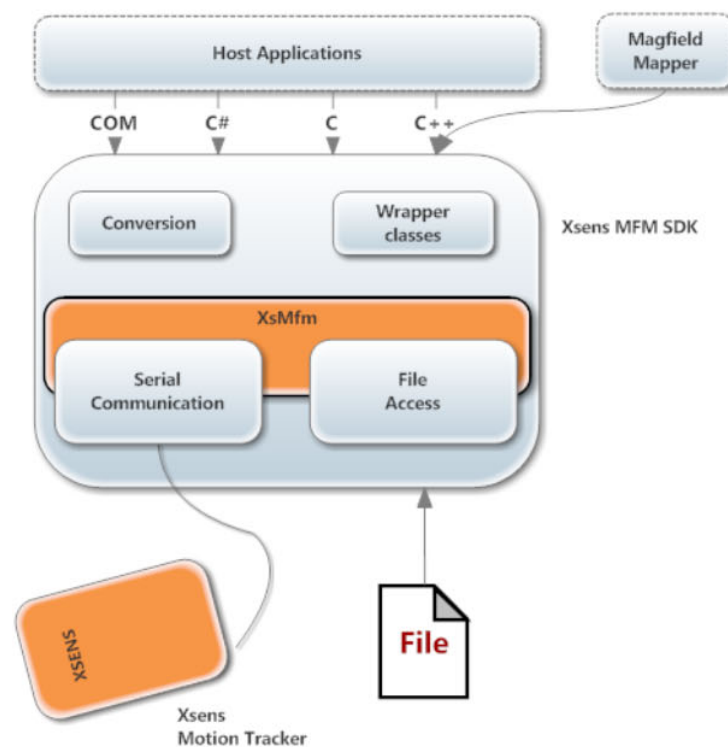 Host Applications
Magfield
Mapper
COM
C#
C
C++
Conversion
Wrapper
classes
Xsens MFM SDK
XsMfm
Serial
Communication
File
Access
XSENS
File
Xsens
Motion Tracker